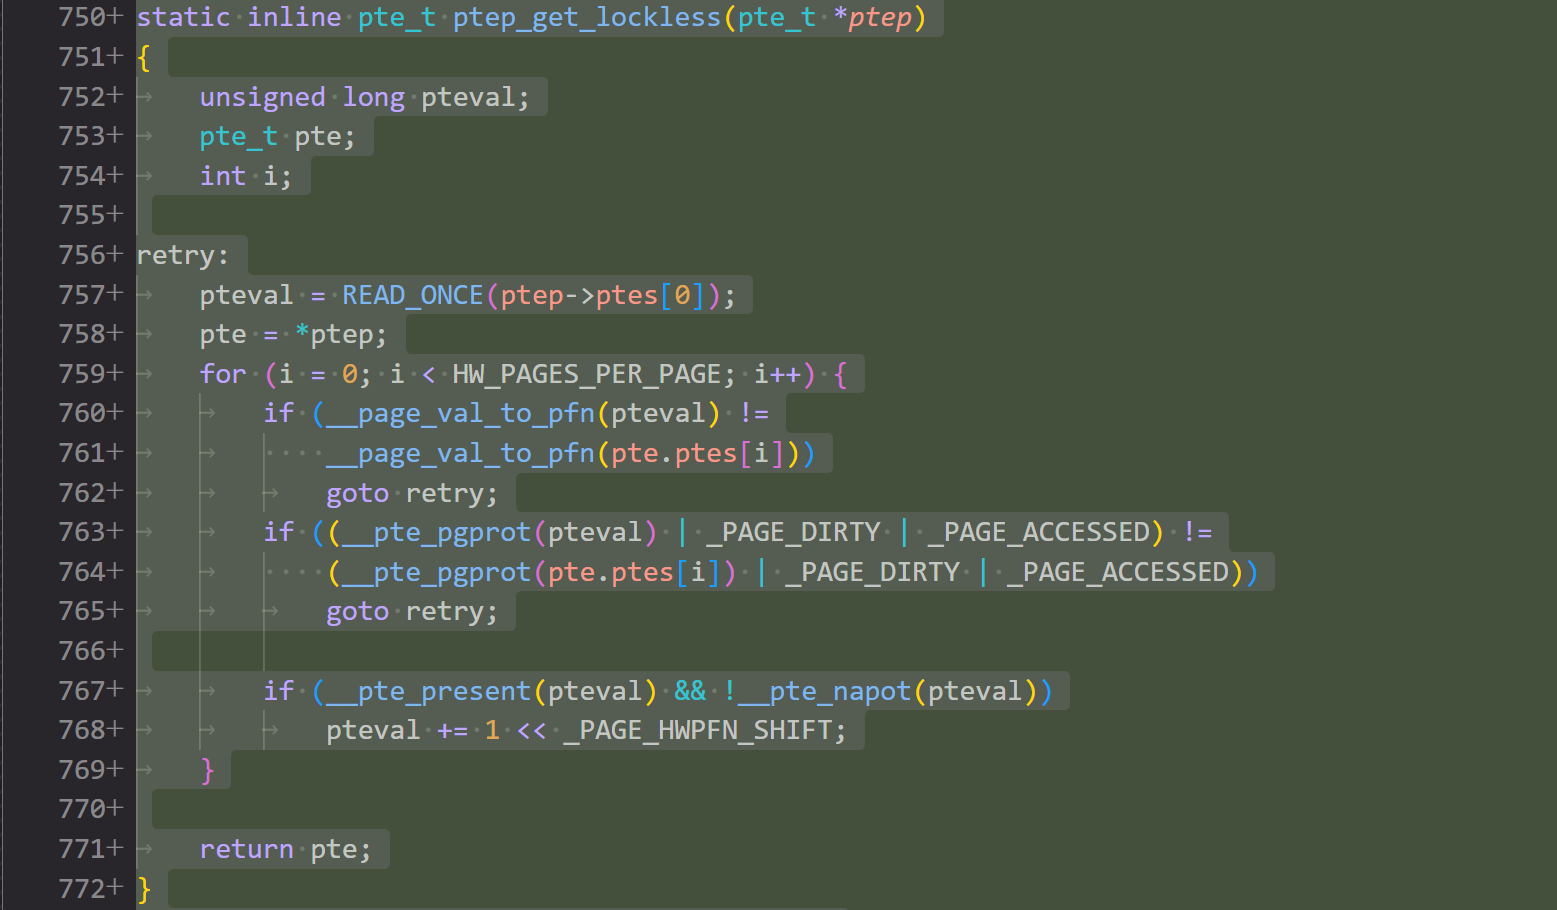 750+ static inline pte_t ptep_get_lockless(pte_t *ptep)
751+ {
752+ unsigned long pteval;
753+ pte_t pte;
754+ int i;
755+
756+ retry:
757+ pteval = READ_ONCE(ptep->ptes[0]);
758+ pte = *ptep;
759+ for (i = 0; i < HW_PAGES_PER_PAGE; i++) {
760+ if (__page_val_to_pfn(pteval) !=
761+ __page_val_to_pfn(pte.ptes[i]))
762+ goto retry;
763+ if ((__pte_pgprot(pteval) | _PAGE_DIRTY | _PAGE_ACCESSED) !=
764+ (__pte_pgprot(pte.ptes[i]) | _PAGE_DIRTY | _PAGE_ACCESSED))
765+ goto retry;
766+
767+ if (__pte_present(pteval) && !__pte_napot(pteval))
768+ pteval += 1 << _PAGE_HWPFN_SHIFT;
769+ }
770+
771+ return pte;
772+ }